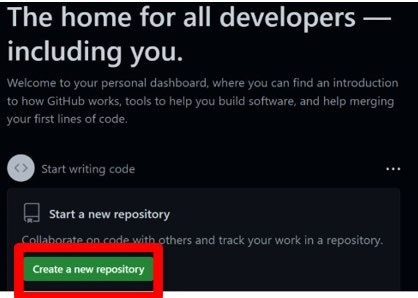 The home for all developers —
including you.
Welcome to your personal dashboard, where you can find an introduction
to how GitHub works, tools to help you build software, and help merging
your first lines of code.
<> Start writing code
Start a new repository
Collaborate on code with others and track your work in a repository.
Create a new repository